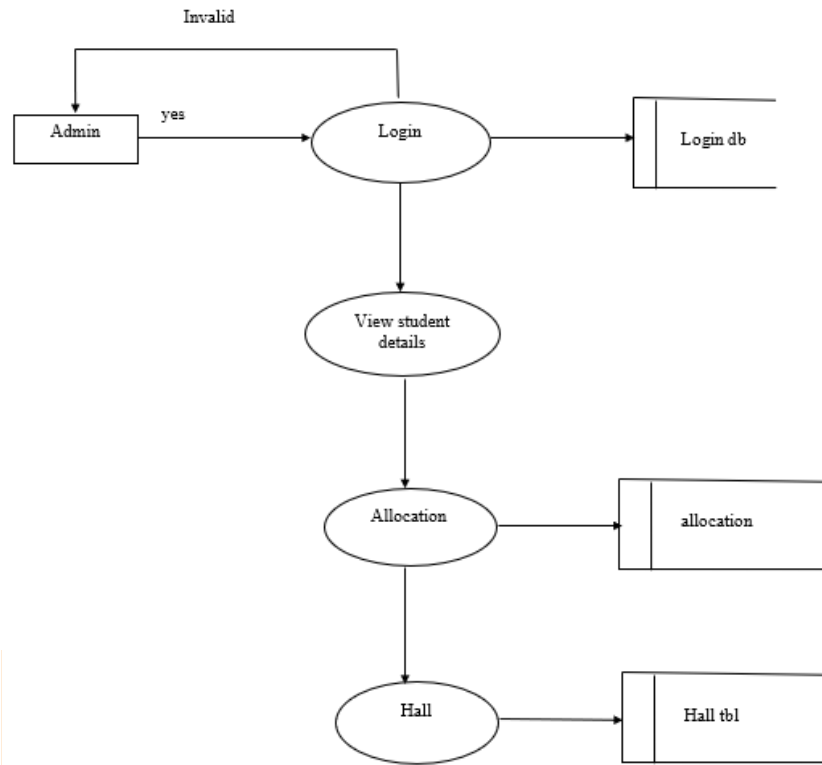 Invalid
Admin
yes
Login
Login db
View student
details
Allocation
allocation
Hall
Hall tbl